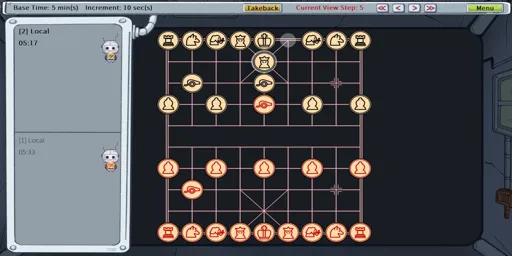 Base Time: 5 min(s) Increment: 10 sec(s) Takeback Current View Step: 5 << < > >> Menu
[2] Local
05:17
[1] Local
05:33